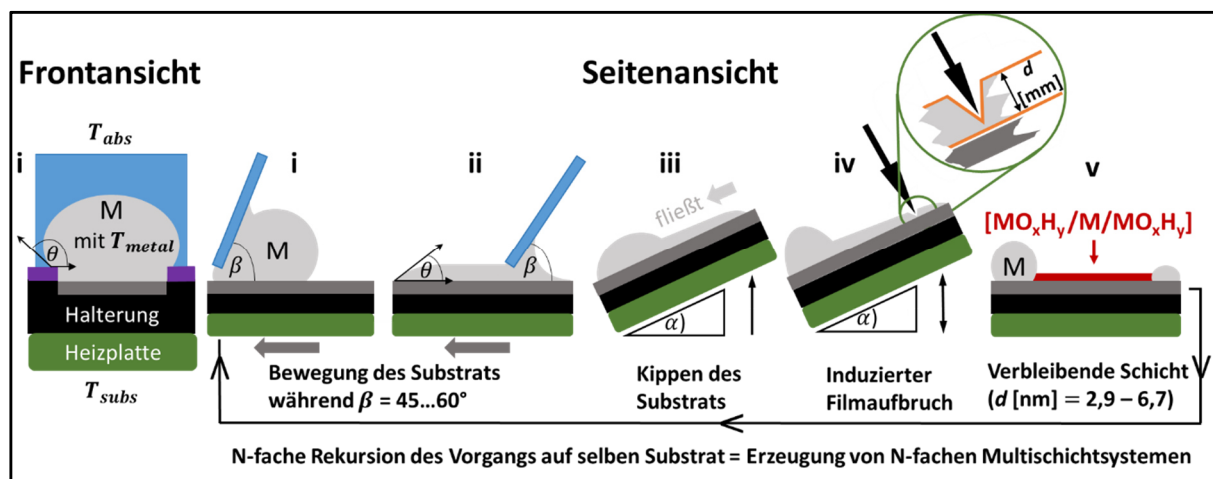 Frontansicht
Seitenansicht
T_abs
i
M
mit T_metal
θ
Halterung
Heizplatte
T_subs
i
M
β
Bewegung des Substrats
während β = 45...60°
ii
θ
β
iii
fließt
α)
Kippen des
Substrats
iv
d
[mm]
α)
Induzierter
Filmaufbruch
v
[MOₓHᵧ/M/MOₓHᵧ]
M
Verbleibende Schicht
(d [nm] = 2,9 – 6,7)
N-fache Rekursion des Vorgangs auf selben Substrat = Erzeugung von N-fachen Multischichtsystemen